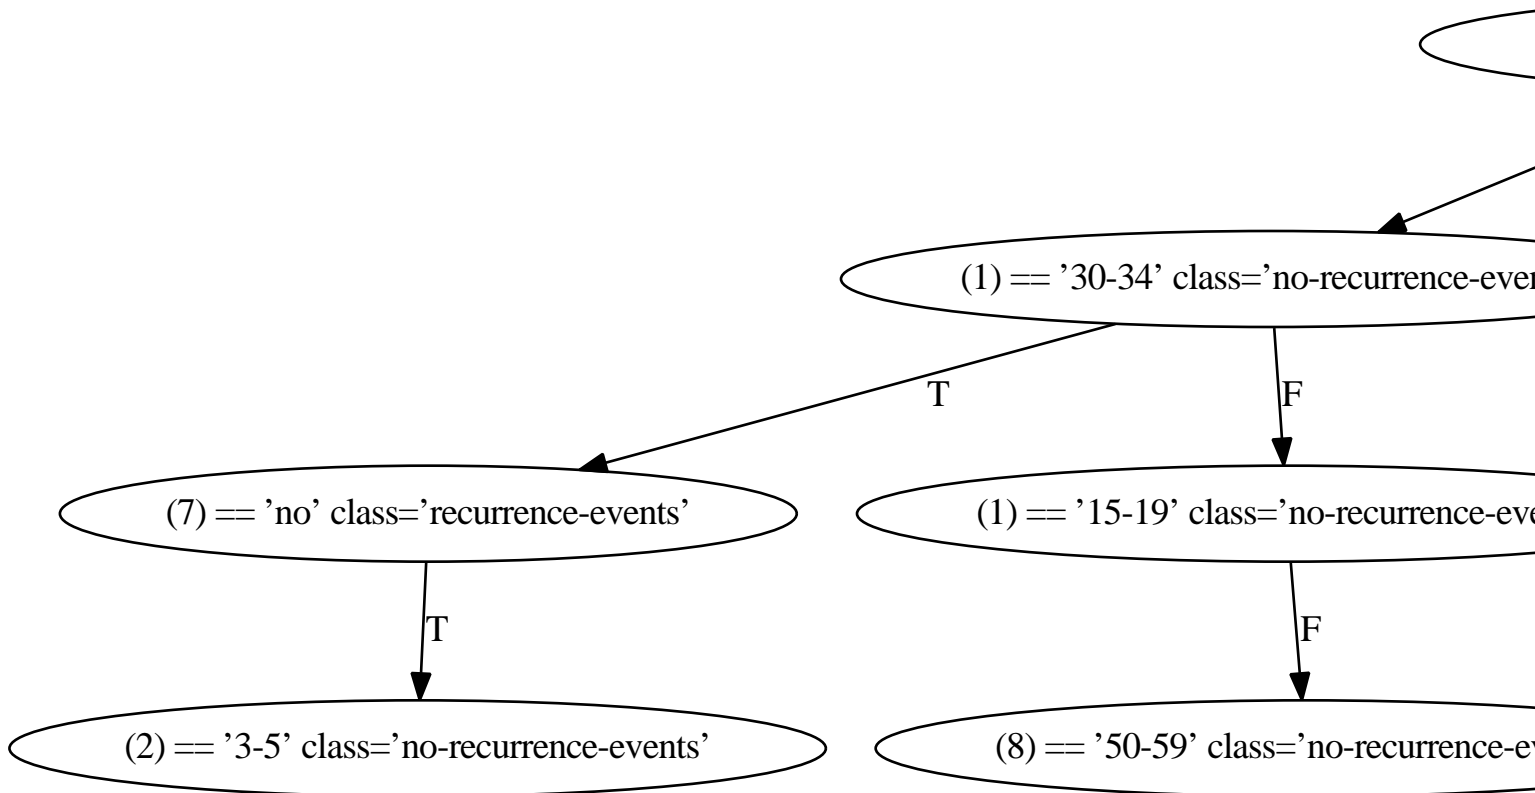 (1) == ’30-34’ class=’no-recurrence-even
T
F
(7) == ’no’ class=’recurrence-events’
(1) == ’15-19’ class=’no-recurrence-eve
T
F
(2) == ’3-5’ class=’no-recurrence-events’
(8) == ’50-59’ class=’no-recurrence-ev